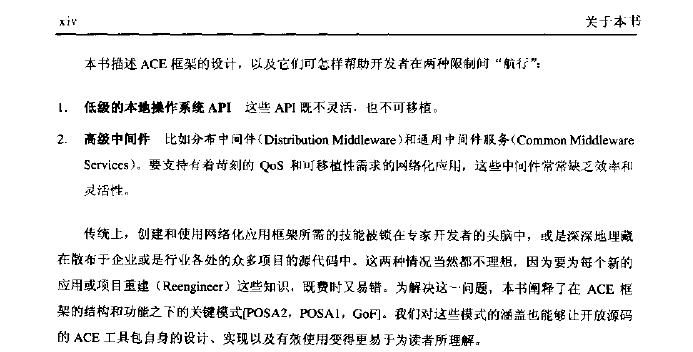 xiv 关于本书
本书描述 ACE 框架的设计，以及它们可怎样帮助开发者在两种限制间“航行”：
1. 低级的本地操作系统 API 这些 API 既不灵活，也不可移植。
2. 高级中间件 比如分布中间件(Distribution Middleware)和通用中间件服务(Common Middleware
Services)。要支持有着苛刻的 QoS 和可移植性需求的网络化应用，这些中间件常常缺乏效率和
灵活性。
传统上，创建和使用网络化应用框架所需的技能被锁在专家开发者的头脑中，或是深深地埋藏
在散布于企业或是行业各处的众多项目的源代码中。这两种情况当然都不理想，因为要为每个新的
应用或项目重建（Reengineer）这些知识，既费时又易错。为解决这一问题，本书阐释了在 ACE 框
架的结构和功能之下的关键模式[POSA2，POSA1，GoF]。我们对这些模式的涵盖也能够让开放源码
的 ACE 工具包自身的设计、实现以及有效使用变得更易于为读者所理解。